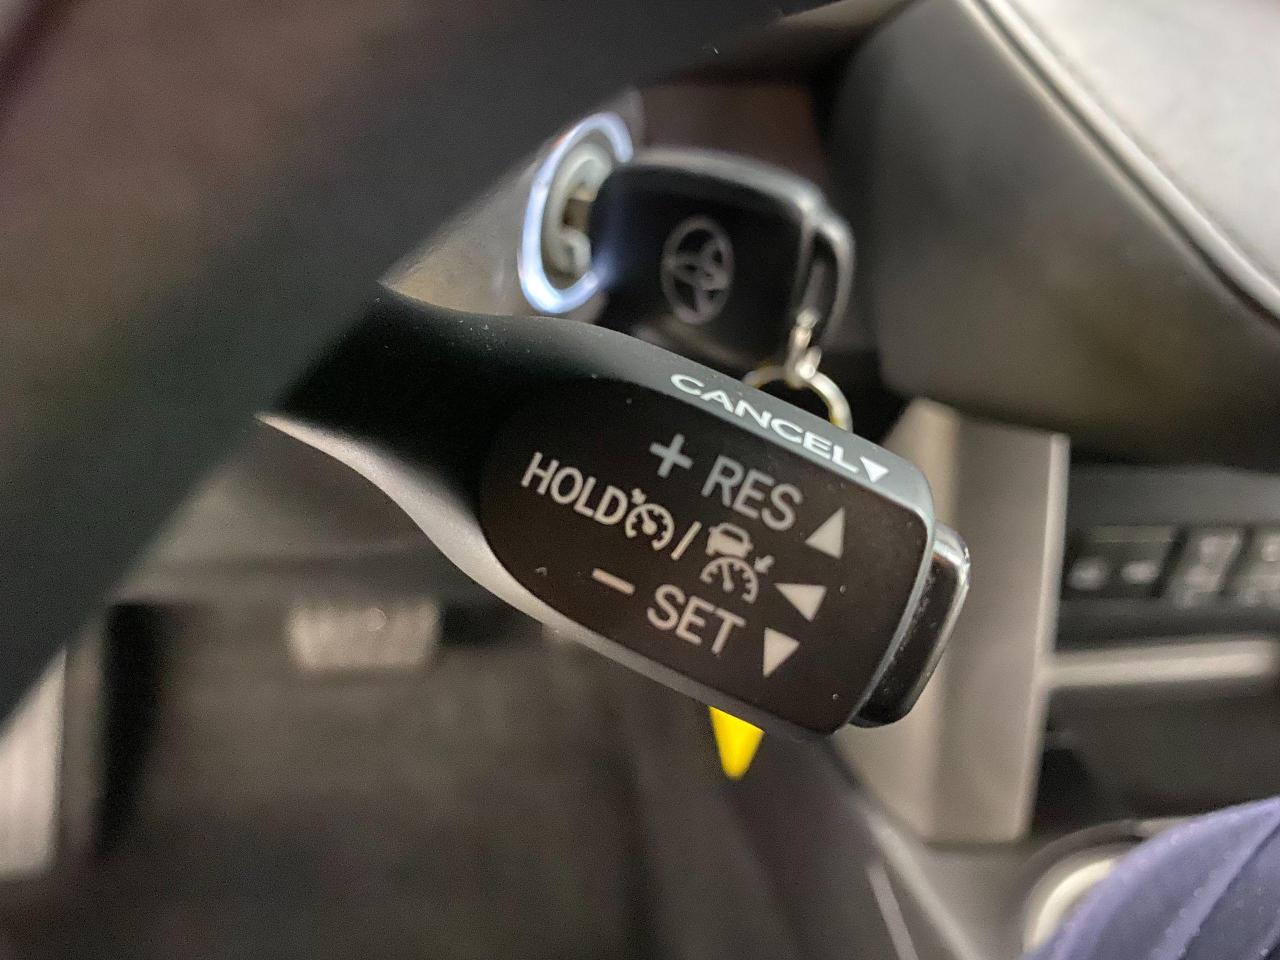 CANCEL▼
+ RES ▲
HOLD / ◀
− SET ▼